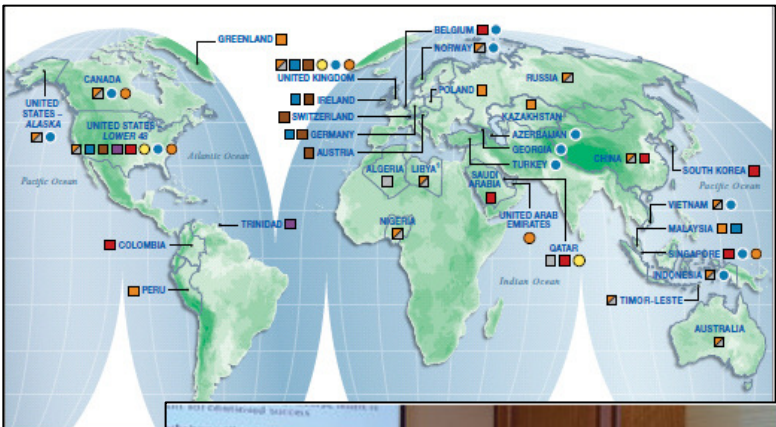 BELGIUM
GREENLAND
NORWAY
UNITED KINGDOM
RUSSIA
CANADA
POLAND
IRELAND
UNITED
STATES –
ALASKA
KAZAKHSTAN
SWITZERLAND
UNITED STATES
LOWER 48
GERMANY
AZERBAIJAN
GEORGIA
AUSTRIA
Atlantic Ocean
CHINA
TURKEY
ALGERIA
LIBYA
SAUDI
ARABIA
SOUTH KOREA
Pacific Ocean
Pacific Ocean
VIETNAM
UNITED ARAB
EMIRATES
NIGERIA
TRINIDAD
MALAYSIA
COLOMBIA
QATAR
SINGAPORE
INDONESIA
Indian Ocean
PERU
TIMOR-LESTE
AUSTRALIA
success